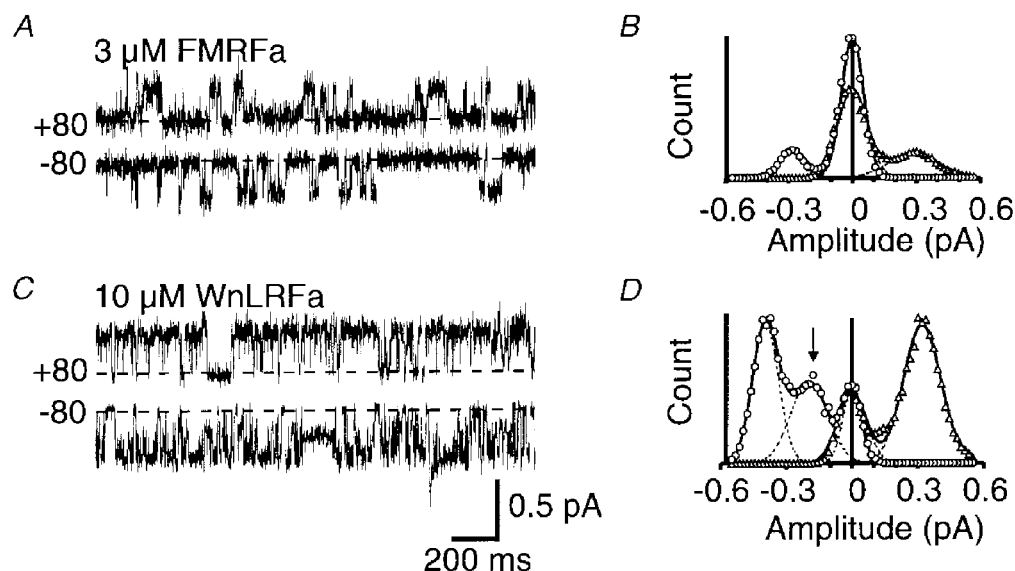 A
3 µM FMRFa
+80
-80
B
Count
-0.6 -0.3 0 0.3 0.6
Amplitude (pA)
C
10 µM WnLRFa
+80
-80
0.5 pA
200 ms
D
Count
-0.6 -0.3 0 0.3 0.6
Amplitude (pA)